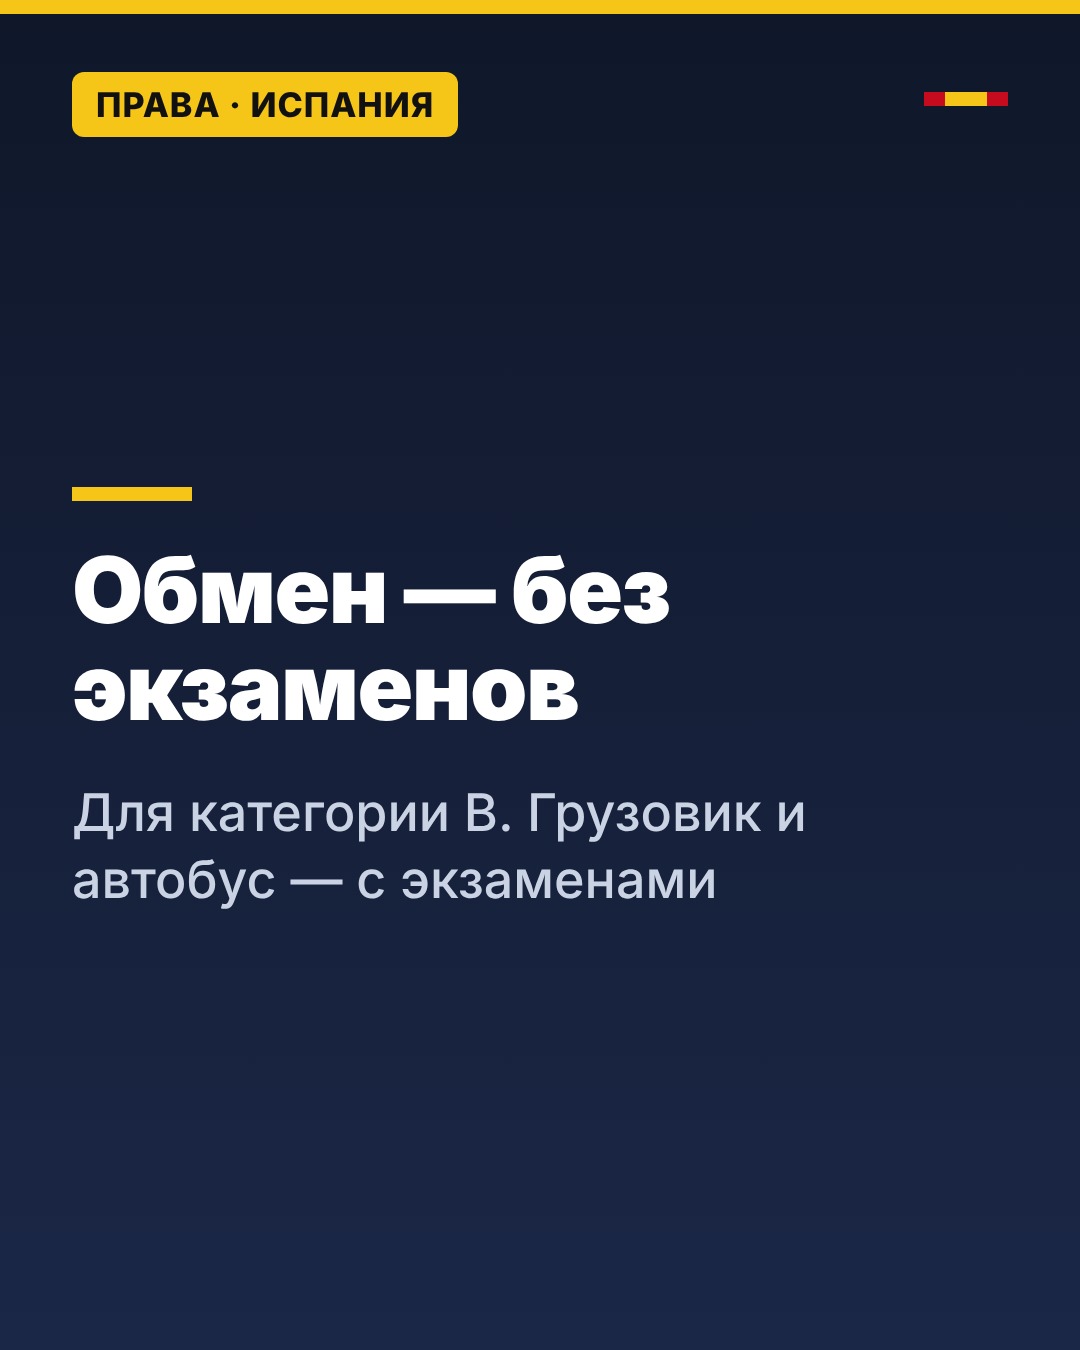 ПРАВА · ИСПАНИЯ
Обмен — без
экзаменов
Для категории B. Грузовик и
автобус — с экзаменами